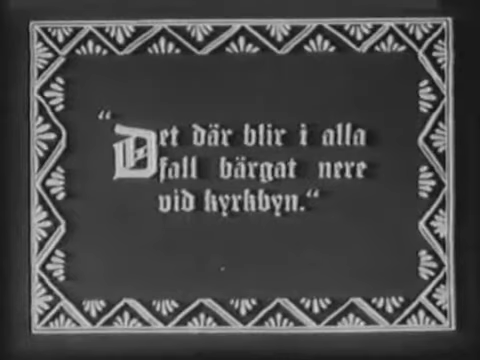 “Det där blir i alla
fall bärgat nere
vid kyrkbyn.“